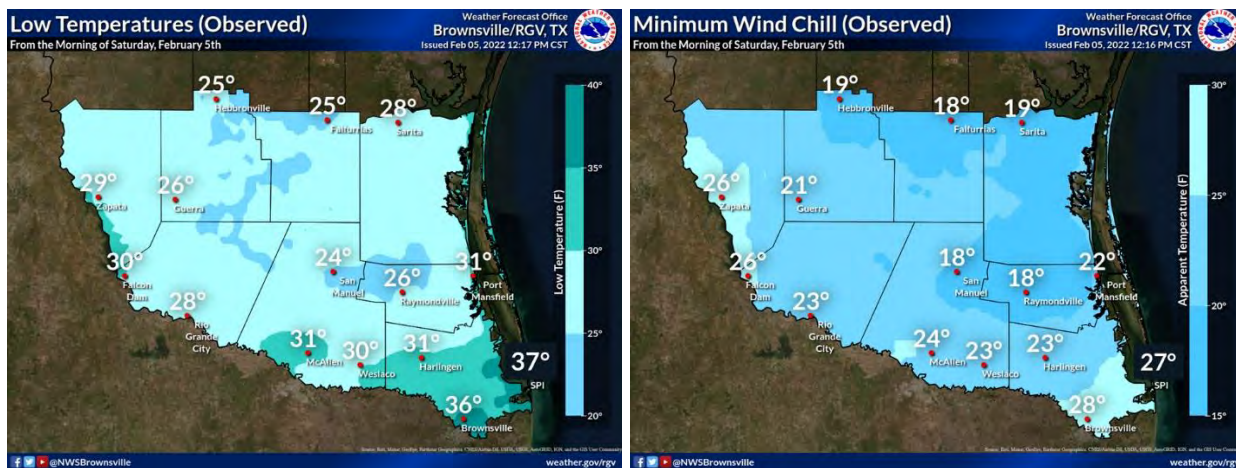 Low Temperatures (Observed)
Weather Forecast Office
Brownsville/RGV, TX
From the Morning of Saturday, February 5th
Issued Feb 05, 2022 12:17 PM CST
25°
Hebbronville
25°
Falfurrias
28°
Sarita
29°
Zapata
26°
Guerra
30°
Falcon
Dam
24°
San
Manuel
26°
Raymondville
31°
Port
Mansfield
28°
Rio
Grande
City
31°
McAllen
30°
Weslaco
31°
Harlingen
37°
SPI
36°
Brownsville
40°
35°
30°
25°
20°
Low Temperature (F)
@NWSBrownsville
weather.gov/rgv
Minimum Wind Chill (Observed)
Weather Forecast Office
Brownsville/RGV, TX
From the Morning of Saturday, February 5th
Issued Feb 05, 2022 12:16 PM CST
19°
Hebbronville
18°
Falfurrias
19°
Sarita
26°
Zapata
21°
Guerra
26°
Falcon
Dam
18°
San
Manuel
18°
Raymondville
22°
Port
Mansfield
23°
Rio
Grande
City
24°
McAllen
23°
Weslaco
23°
Harlingen
27°
SPI
28°
Brownsville
30°
25°
20°
15°
Apparent Temperature (F)
@NWSBrownsville
weather.gov/rgv